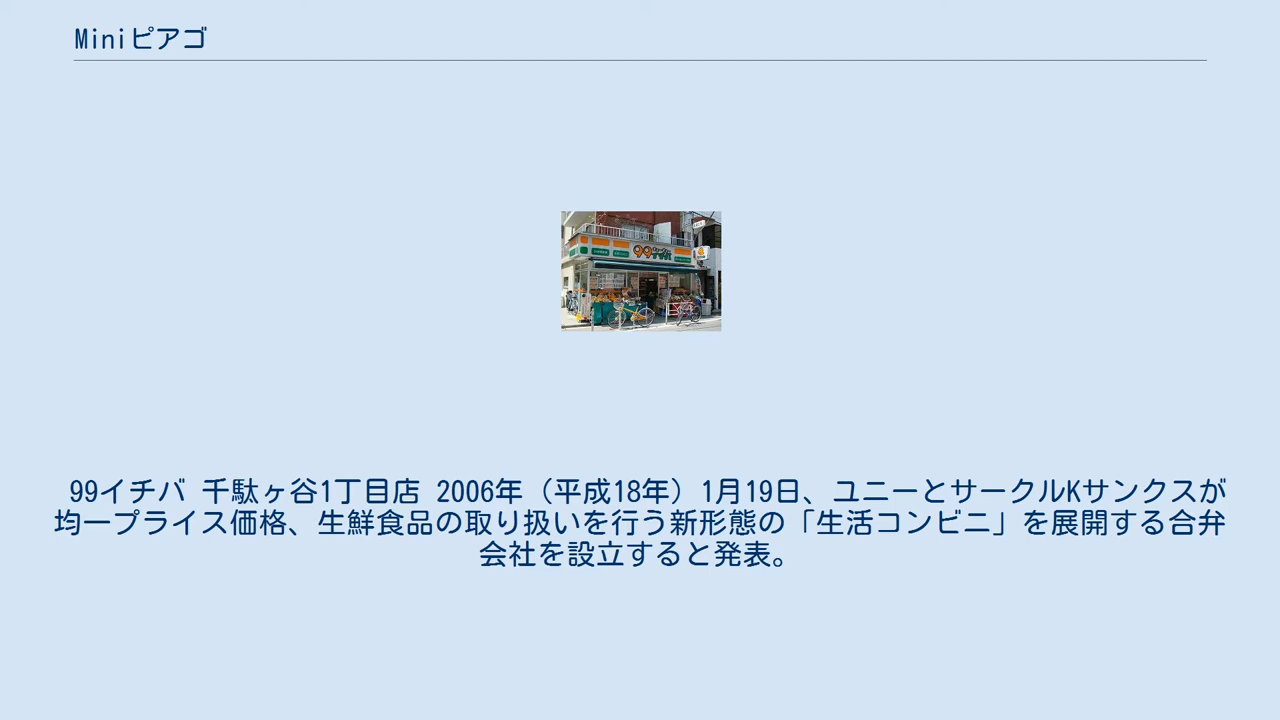 Miniピアゴ
99
99イチバ 千駄ヶ谷1丁目店 2006年（平成18年）1月19日、ユニーとサークルKサンクスが
均一プライス価格、生鮮食品の取り扱いを行う新形態の「生活コンビニ」を展開する合弁
会社を設立すると発表。